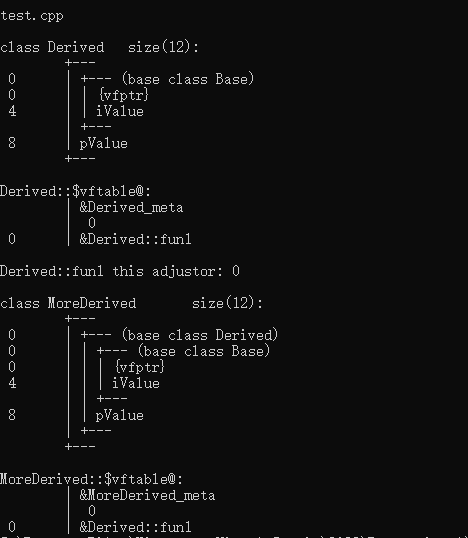 test.cpp
class Derived size(12):
+---
0 | +--- (base class Base)
0 | | {vfptr}
4 | | iValue
| +---
8 | pValue
+---
Derived::$vftable@:
| &Derived_meta
| 0
0 | &Derived::fun1
Derived::fun1 this adjustor: 0
class MoreDerived size(12):
+---
0 | +--- (base class Derived)
0 | | +--- (base class Base)
0 | | | {vfptr}
4 | | | iValue
| | +---
8 | | pValue
| +---
+---
MoreDerived::$vftable@:
| &MoreDerived_meta
| 0
0 | &Derived::fun1